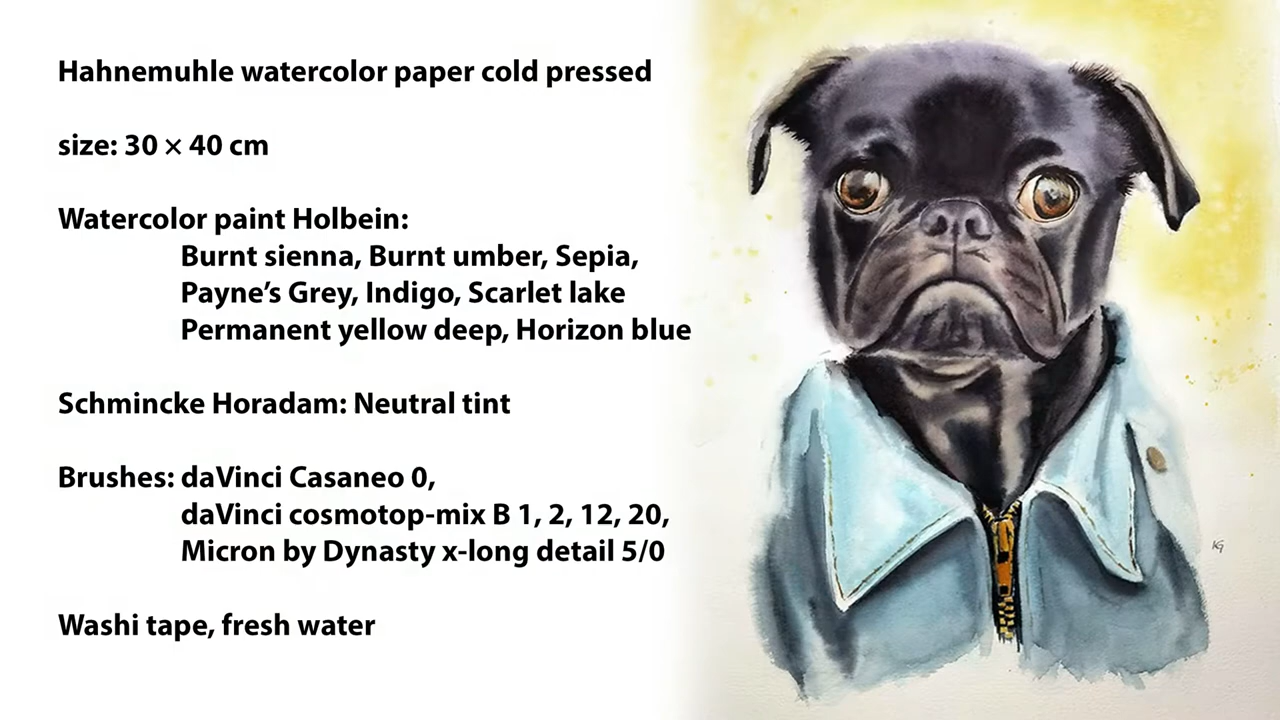 Hahnemuhle watercolor paper cold pressed
size: 30 × 40 cm
Watercolor paint Holbein:
Burnt sienna, Burnt umber, Sepia,
Payne’s Grey, Indigo, Scarlet lake
Permanent yellow deep, Horizon blue
Schmincke Horadam: Neutral tint
Brushes: daVinci Casaneo 0,
daVinci cosmotop-mix B 1, 2, 12, 20,
Micron by Dynasty x-long detail 5/0
Washi tape, fresh water
KG